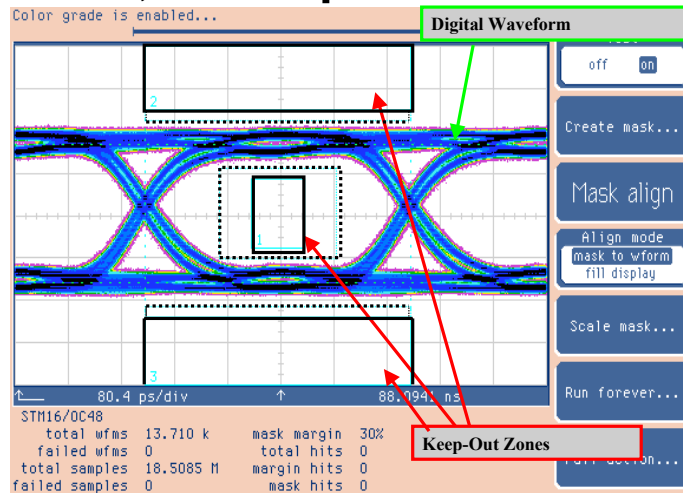 Color grade is enabled...
Digital Waveform
off on
2
Create mask...
Mask align
1
Align mode
mask to wform
fill display
Scale mask...
3
80.4 ps/div
88.0941 ns
Run forever...
STM16/OC48
total wfms 13.710 k mask margin 30%
failed wfms 0 total hits 0
total samples 18.5085 M margin hits 0
failed samples 0 mask hits 0
Keep-Out Zones